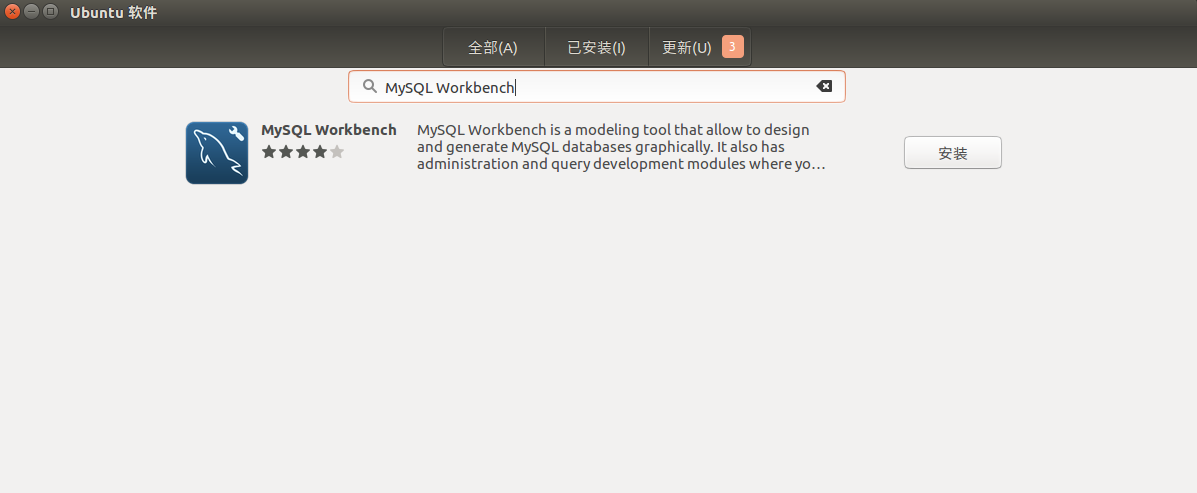 Ubuntu 软件
全部(A) 已安装(I) 更新(U) 3
MySQL Workbench
MySQL Workbench
MySQL Workbench is a modeling tool that allow to design
and generate MySQL databases graphically. It also has
administration and query development modules where yo...
安装